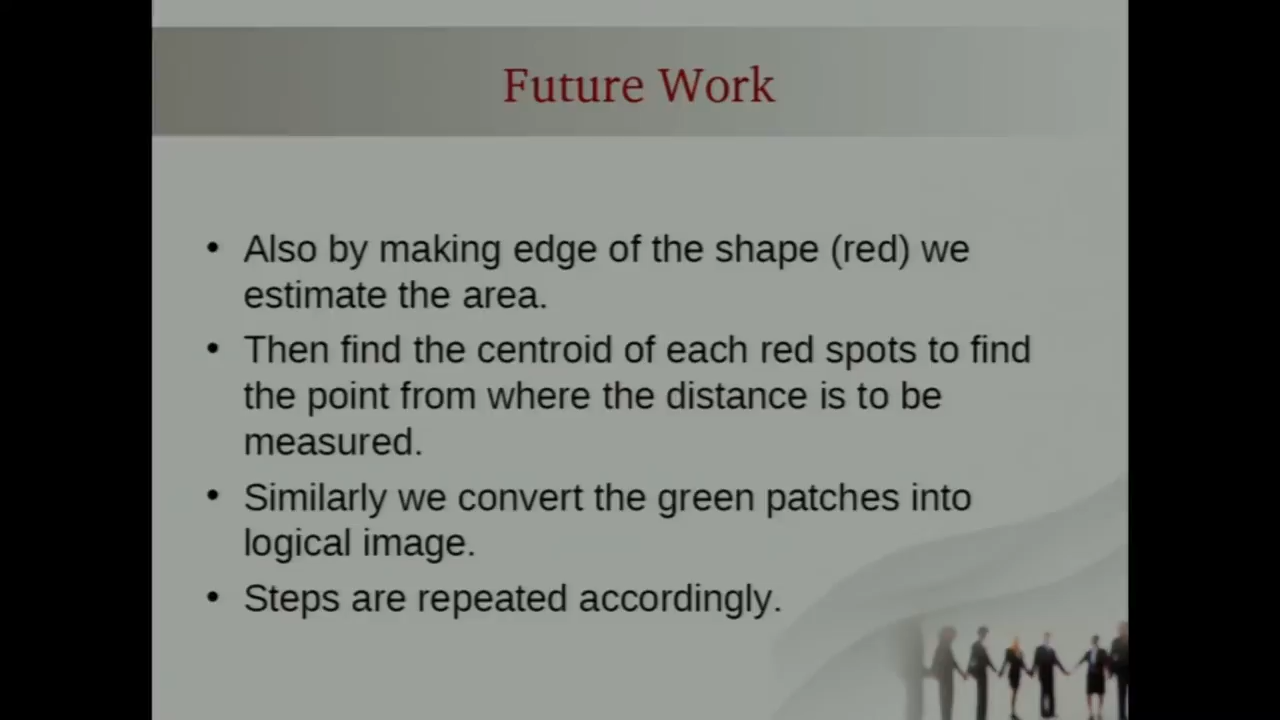 Future Work
• Also by making edge of the shape (red) we
estimate the area.
• Then find the centroid of each red spots to find
the point from where the distance is to be
measured.
• Similarly we convert the green patches into
logical image.
• Steps are repeated accordingly.